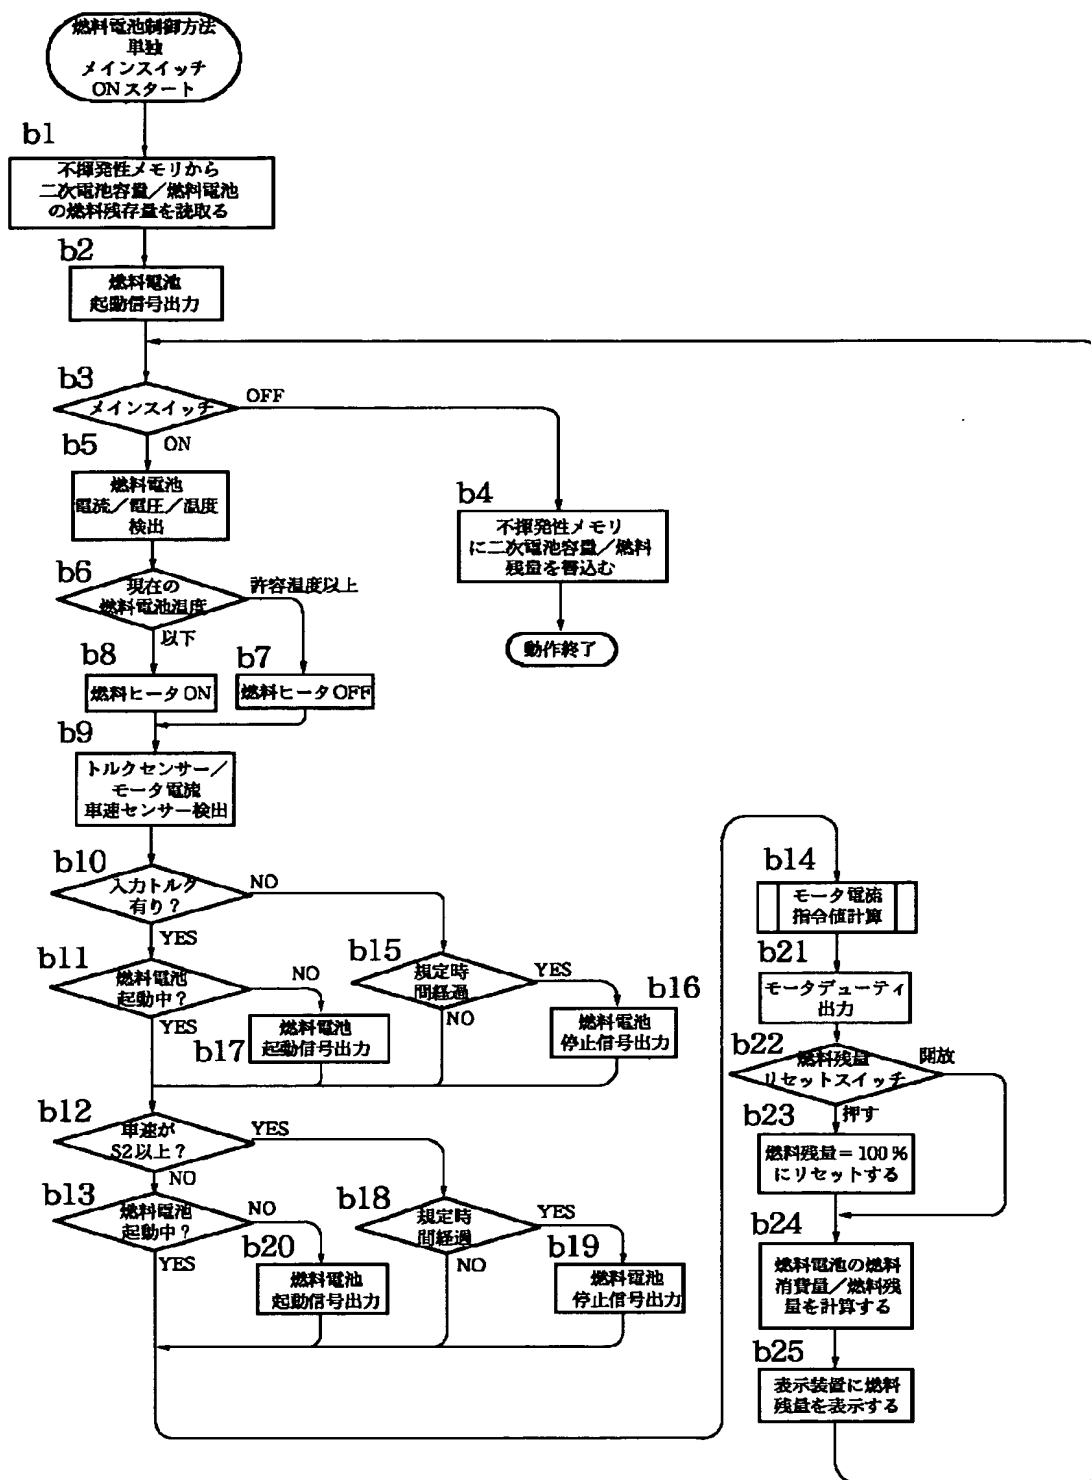 燃料電池制御方法
単独
メインスイッチ
ONスタート
b1
不揮発性メモリから
二次電池容量／燃料電池
の燃料残存量を読取る
b2
燃料電池
起動信号出力
b3
メインスイッチ
OFF
ON
b5
燃料電池
電流／電圧／温度
検出
b4
不揮発性メモリ
に二次電池容量／燃料
残量を書込む
動作終了
b6
現在の
燃料電池温度
許容温度以上
以下
b8
燃料ヒータON
b7
燃料ヒータOFF
b9
トルクセンサー／
モータ電流
車速センサー検出
b10
入力トルク
有り？
NO
YES
b11
燃料電池
起動中？
NO
YES
b15
規定時
間経過
YES
NO
b16
燃料電池
停止信号出力
b17
燃料電池
起動信号出力
b12
車速が
S2以上？
YES
NO
b13
燃料電池
起動中？
NO
YES
b18
規定時
間経過
YES
NO
b19
燃料電池
停止信号出力
b20
燃料電池
起動信号出力
b14
モータ電流
指令値計算
b21
モータデューティ
出力
b22
燃料残量
リセットスイッチ
開放
押す
b23
燃料残量＝100％
にリセットする
b24
燃料電池の燃料
消費量／燃料残
量を計算する
b25
表示装置に燃料
残量を表示する